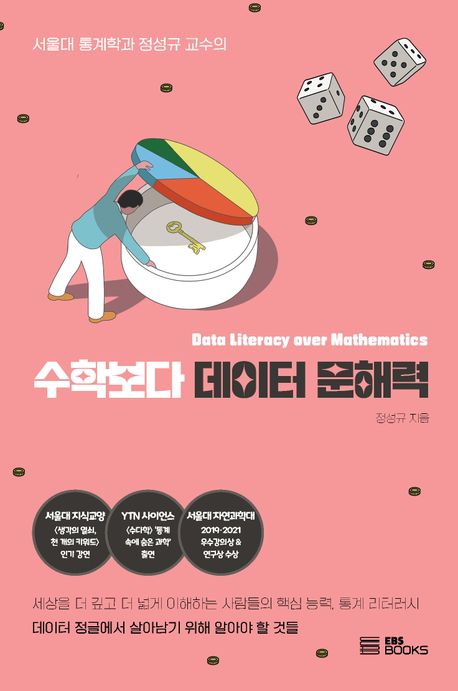 서울대 통계학과 정성규 교수의
Data Literacy over Mathematics
수학보다 데이터 문해력
정성규 지음
서울대 지식교양
〈생각의 열쇠,
천 개의 키워드〉
인기 강연
YTN 사이언스
〈수다학〉 '통계
속에 숨은 과학'
출연
서울대 자연과학대
2019·2021
우수강의상 &
연구상 수상
세상을 더 깊고 더 넓게 이해하는 사람들의 핵심 능력, 통계 리터러시
데이터 정글에서 살아남기 위해 알아야 할 것들
EBS
BOOKS